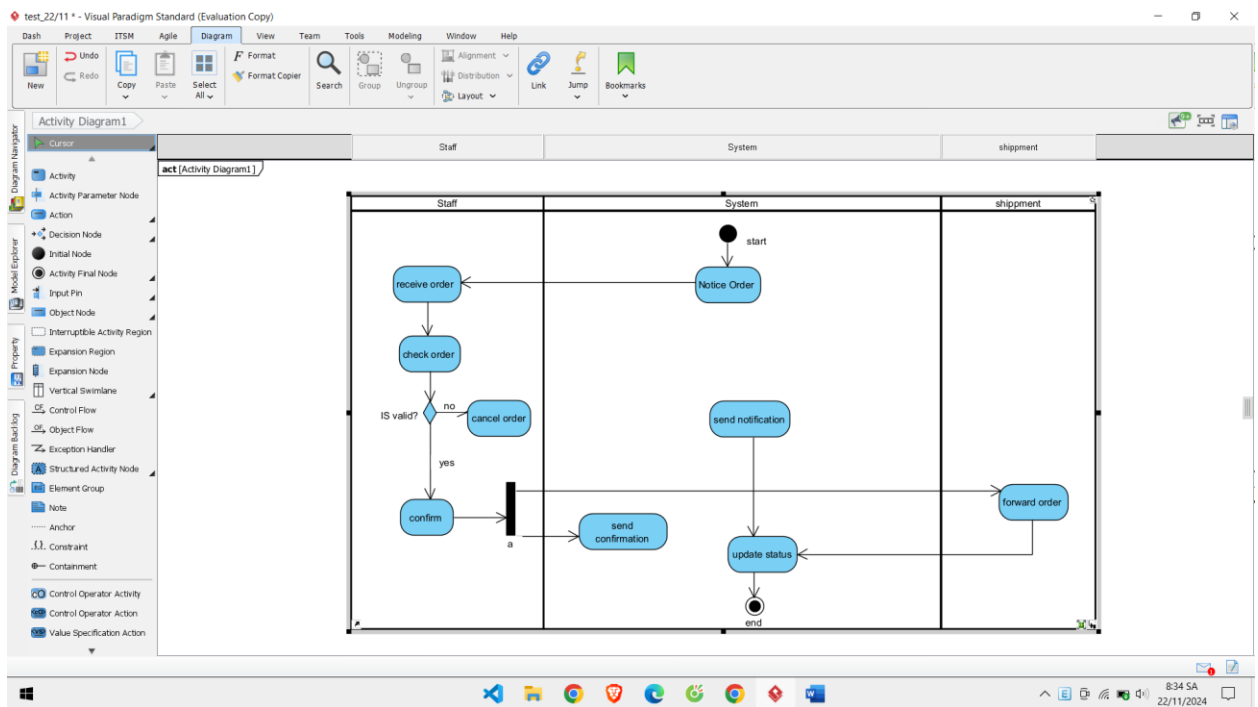 test_22/11 * - Visual Paradigm Standard (Evaluation Copy)
Dash Project ITSM Agile Diagram View Team Tools Modeling Window Help
New
Undo
Redo
Copy
Paste
Select
All
Format
Format Copier
Search
Group
Ungroup
Alignment
Distribution
Layout
Link
Jump
Bookmarks
Activity Diagram1
Diagram Navigator
Model Explorer
Property
Diagram Backlog
Cursor
Activity
Activity Parameter Node
Action
Decision Node
Initial Node
Activity Final Node
Input Pin
Object Node
Interruptible Activity Region
Expansion Region
Expansion Node
Vertical Swimlane
CF Control Flow
OF Object Flow
Exception Handler
Structured Activity Node
Element Group
Note
Anchor
Constraint
Containment
Control Operator Activity
Control Operator Action
Value Specification Action
Staff System shippment
act [Activity Diagram1]
Staff System shippment
start
receive order
Notice Order
check order
IS valid?
no
cancel order
send notification
yes
confirm
a
send
confirmation
forward order
update status
end
8:34 SA
22/11/2024